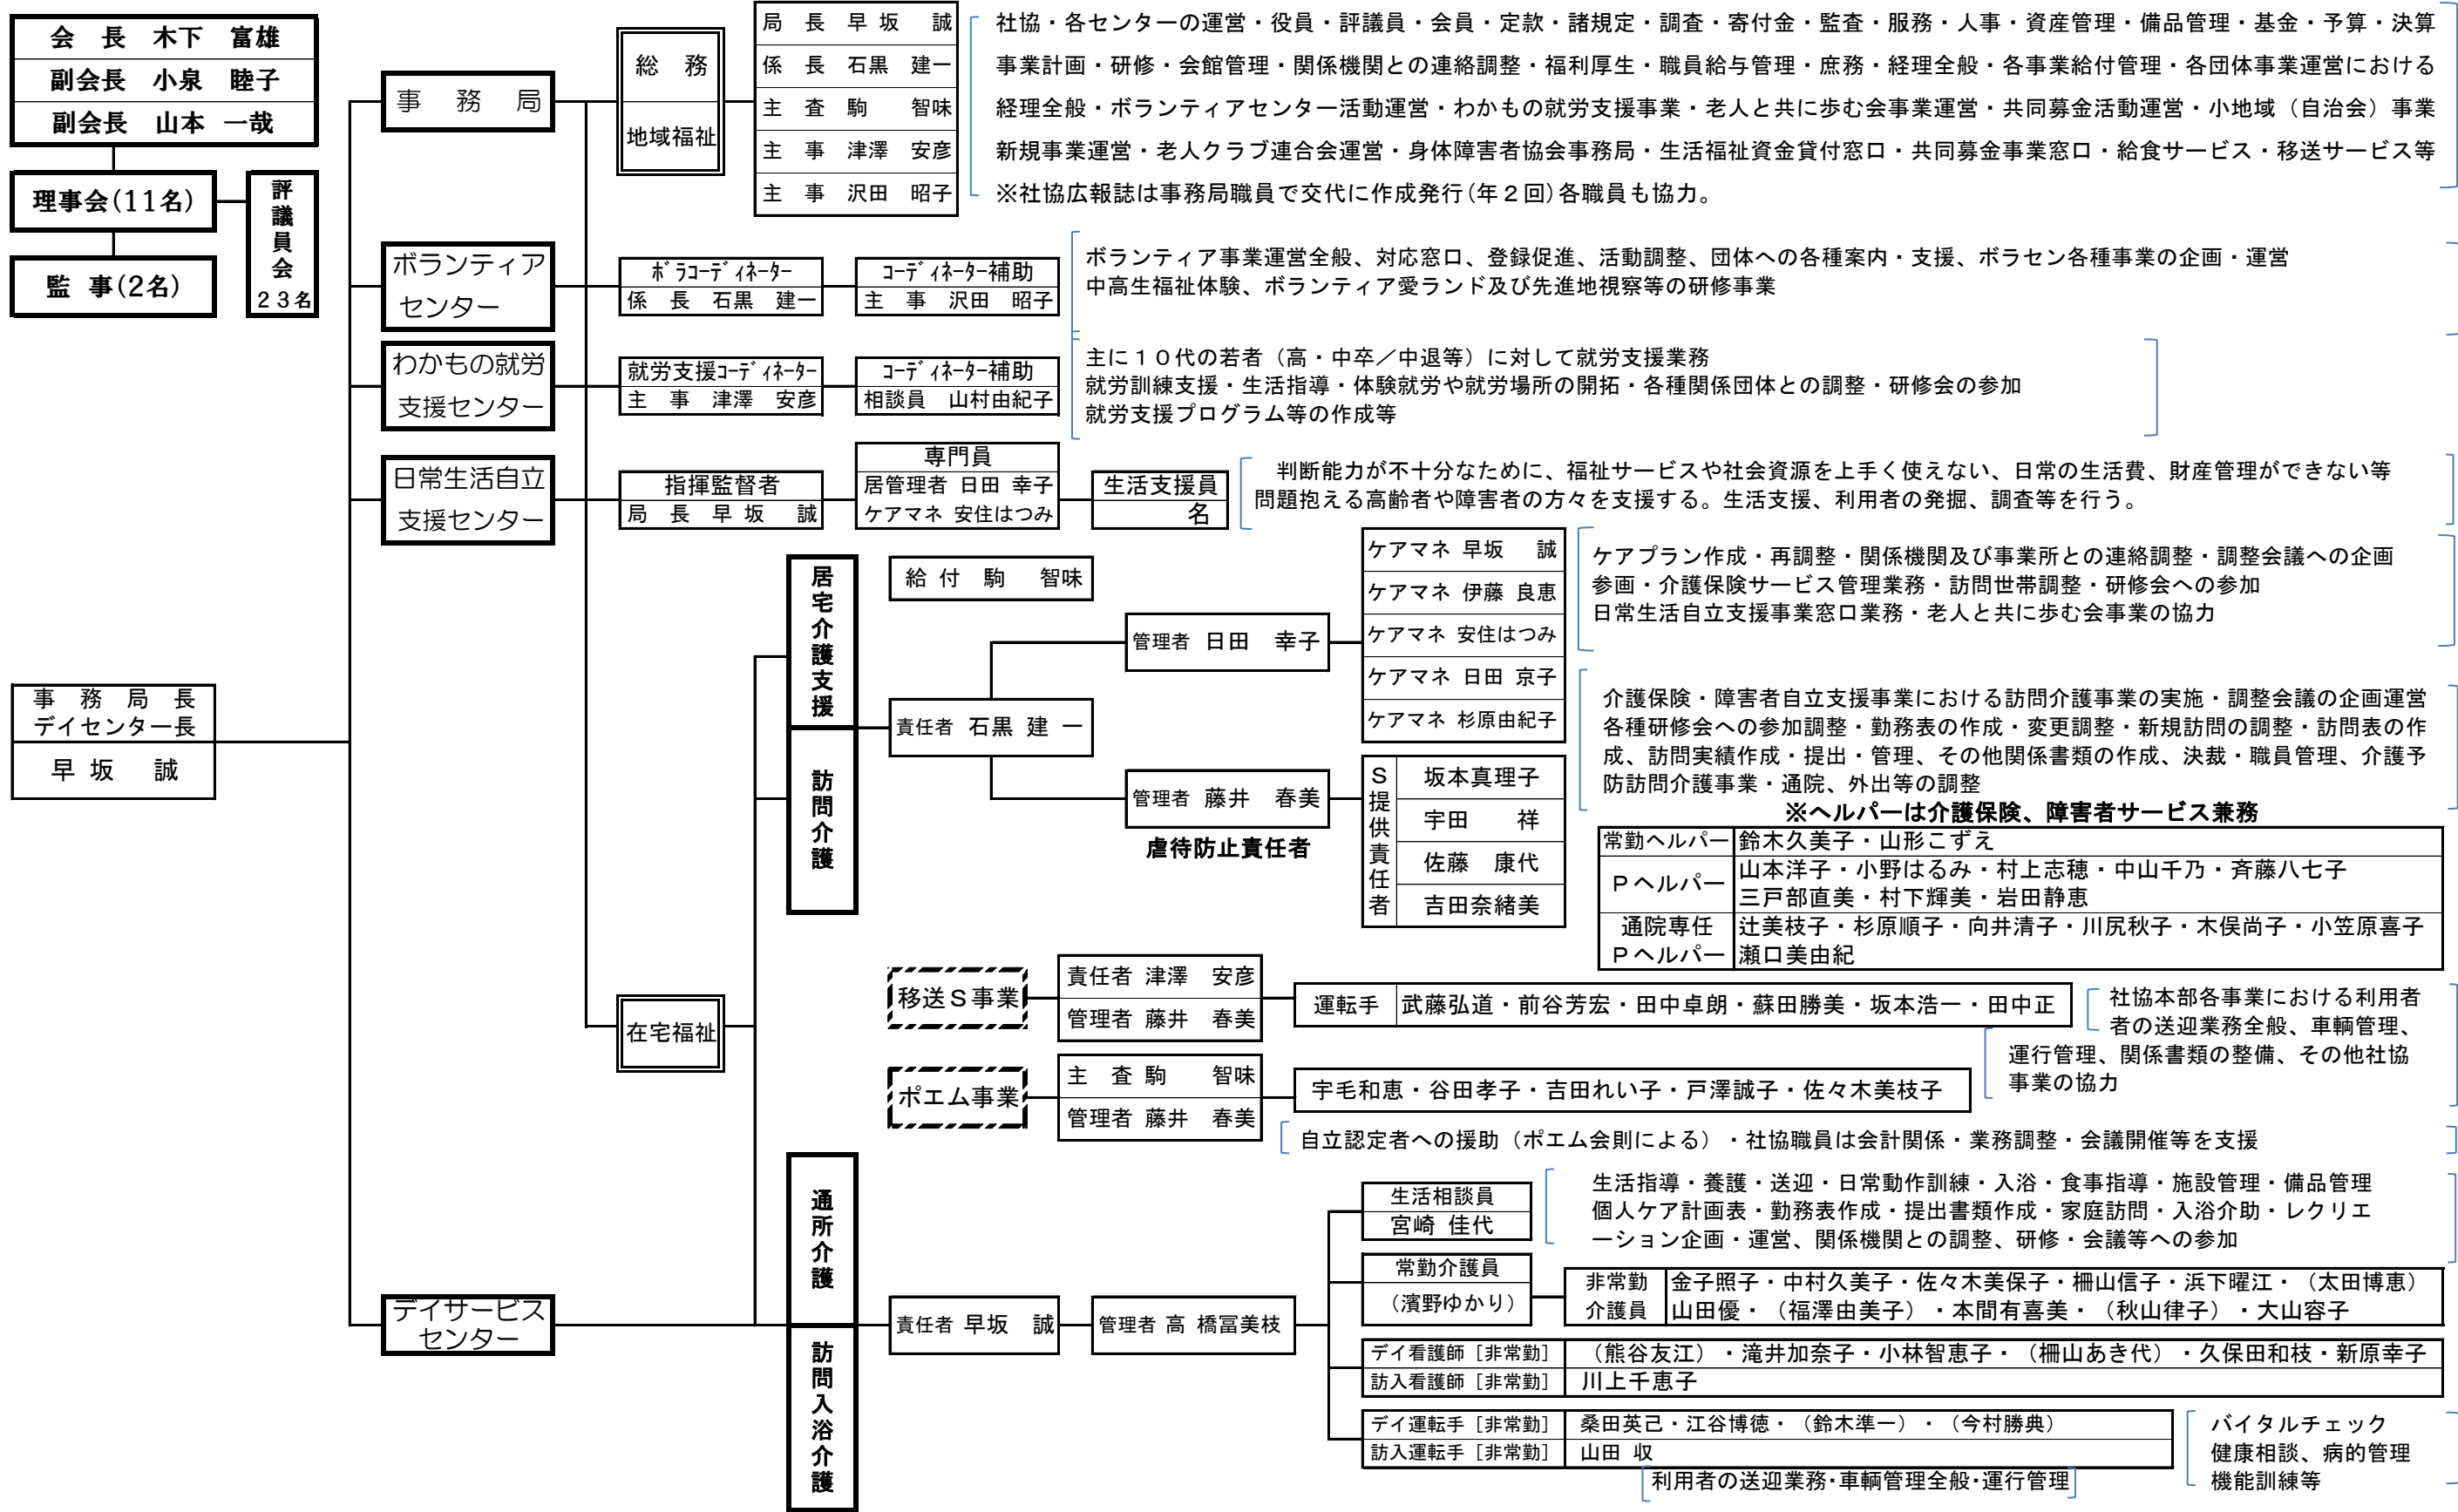 会 長 木下 富雄
副会長 小泉 睦子
副会長 山本 一哉
理事会(11名)
監 事(2名)
評議員会
２３名
事 務 局 長
デイセンター長
早 坂 誠
事 務 局
総 務
地域福祉
局 長 早 坂 誠
係 長 石黒 建一
主 査 駒 智味
主 事 津澤 安彦
主 事 沢田 昭子
社協・各センターの運営・役員・評議員・会員・定款・諸規定・調査・寄付金・監査・服務・人事・資産管理・備品管理・基金・予算・決算
事業計画・研修・会館管理・関係機関との連絡調整・福利厚生・職員給与管理・庶務・経理全般・各事業給付管理・各団体事業運営における
経理全般・ボランティアセンター活動運営・わかもの就労支援事業・老人と共に歩む会事業運営・共同募金活動運営・小地域（自治会）事業
新規事業運営・老人クラブ連合会運営・身体障害者協会事務局・生活福祉資金貸付窓口・共同募金事業窓口・給食サービス・移送サービス等
※社協広報誌は事務局職員で交代に作成発行(年２回)各職員も協力。
ボランティア
センター
ﾎﾞﾗｺｰﾃﾞｨﾈｰﾀｰ
係 長 石黒 建一
ｺｰﾃﾞｨﾈｰﾀｰ補助
主 事 沢田 昭子
ボランティア事業運営全般、対応窓口、登録促進、活動調整、団体への各種案内・支援、ボラセン各種事業の企画・運営
中高生福祉体験、ボランティア愛ランド及び先進地視察等の研修事業
わかもの就労
支援センター
就労支援ｺｰﾃﾞｨﾈｰﾀｰ
主 事 津澤 安彦
ｺｰﾃﾞｨﾈｰﾀｰ補助
相談員 山村由紀子
主に１０代の若者（高・中卒／中退等）に対して就労支援業務
就労訓練支援・生活指導・体験就労や就労場所の開拓・各種関係団体との調整・研修会の参加
就労支援プログラム等の作成等
日常生活自立
支援センター
指揮監督者
局 長 早 坂 誠
専門員
居管理者 日田 幸子
ケアマネ 安住はつみ
生活支援員
名
判断能力が不十分なために、福祉サービスや社会資源を上手く使えない、日常の生活費、財産管理ができない等
問題抱える高齢者や障害者の方々を支援する。生活支援、利用者の発掘、調査等を行う。
居宅介護支援
訪問介護
給 付 駒 智味
責任者 石黒 建 一
管理者 日田 幸子
ケアマネ 早坂 誠
ケアマネ 伊藤 良恵
ケアマネ 安住はつみ
ケアマネ 日田 京子
ケアマネ 杉原由紀子
ケアプラン作成・再調整・関係機関及び事業所との連絡調整・調整会議への企画
参画・介護保険サービス管理業務・訪問世帯調整・研修会への参加
日常生活自立支援事業窓口業務・老人と共に歩む会事業の協力
管理者 藤井 春美
虐待防止責任者
Ｓ提供責任者
坂本真理子
宇田 祥
佐藤 康代
吉田奈緒美
介護保険・障害者自立支援事業における訪問介護事業の実施・調整会議の企画運営
各種研修会への参加調整・勤務表の作成・変更調整・新規訪問の調整・訪問表の作
成、訪問実績作成・提出・管理、その他関係書類の作成、決裁・職員管理、介護予
防訪問介護事業・通院、外出等の調整
※ヘルパーは介護保険、障害者サービス兼務
常勤ヘルパー 鈴木久美子・山形こずえ
Ｐヘルパー 山本洋子・小野はるみ・村上志穂・中山千乃・斉藤八七子
三戸部直美・村下輝美・岩田静恵
通院専任 辻美枝子・杉原順子・向井清子・川尻秋子・木俣尚子・小笠原喜子
Ｐヘルパー 瀬口美由紀
在宅福祉
移送Ｓ事業
責任者 津澤 安彦
管理者 藤井 春美
運転手 武藤弘道・前谷芳宏・田中卓朗・蘇田勝美・坂本浩一・田中正
社協本部各事業における利用者
者の送迎業務全般、車輌管理、
運行管理、関係書類の整備、その他社協
事業の協力
ポエム事業
主 査 駒 智味
管理者 藤井 春美
宇毛和恵・谷田孝子・吉田れい子・戸澤誠子・佐々木美枝子
自立認定者への援助（ポエム会則による）・社協職員は会計関係・業務調整・会議開催等を支援
デイサービス
センター
通所介護
訪問入浴介護
責任者 早坂 誠
管理者 高 橋冨美枝
生活相談員
宮崎 佳代
生活指導・養護・送迎・日常動作訓練・入浴・食事指導・施設管理・備品管理
個人ケア計画表・勤務表作成・提出書類作成・家庭訪問・入浴介助・レクリエ
ーション企画・運営、関係機関との調整、研修・会議等への参加
常勤介護員
（濱野ゆかり）
非常勤 金子照子・中村久美子・佐々木美保子・柵山信子・浜下曜江・（太田博恵）
介護員 山田優・（福澤由美子）・本間有喜美・（秋山律子）・大山容子
デイ看護師［非常勤］ （熊谷友江）・滝井加奈子・小林智恵子・（柵山あき代）・久保田和枝・新原幸子
訪入看護師［非常勤］ 川上千恵子
デイ運転手［非常勤］ 桑田英己・江谷博徳・（鈴木準一）・（今村勝典）
訪入運転手［非常勤］ 山田 収
利用者の送迎業務・車輌管理全般・運行管理
バイタルチェック
健康相談、病的管理
機能訓練等